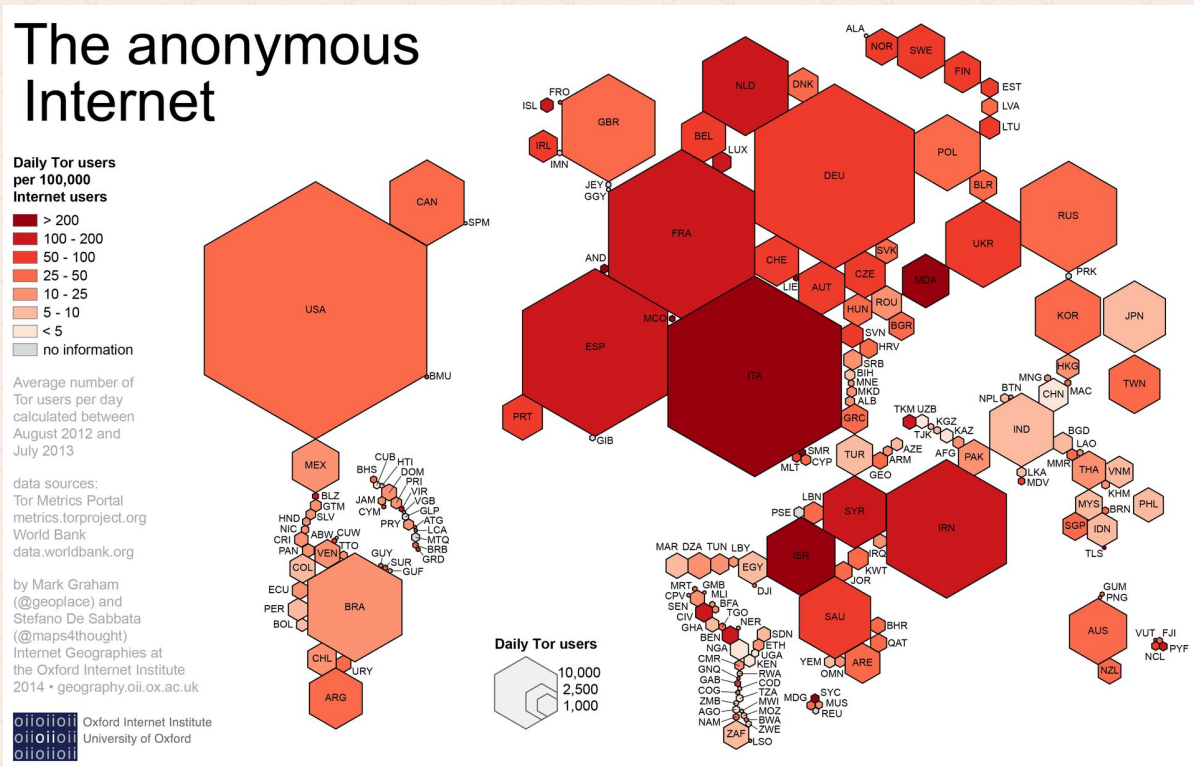 The anonymous
Internet
Daily Tor users
per 100,000
Internet users
> 200
100 - 200
50 - 100
25 - 50
10 - 25
5 - 10
< 5
no information
Average number of
Tor users per day
calculated between
August 2012 and
July 2013
data sources:
Tor Metrics Portal
metrics.torproject.org
World Bank
data.worldbank.org
by Mark Graham
(@geoplace) and
Stefano De Sabbata
(@maps4thought)
Internet Geographies at
the Oxford Internet Institute
2014 • geography.oii.ox.ac.uk
oiioiioii
oiioiioii
oiioiioii
Oxford Internet Institute
University of Oxford
CAN
SPM
USA
BMU
MEX
BLZ
GTM
SLV
HND
NIC
CRI
PAN
ABW
CUW
TTO
VEN
COL
GUY
SUR
GUF
ECU
PER
BOL
BRA
CHL
URY
ARG
CUB
HTI
BHS
DOM
PRI
JAM
CYM
VIR
VGB
GLP
PRY
ATG
LCA
MTQ
BRB
GRD
ALA
NOR
SWE
FIN
EST
LVA
LTU
FRO
ISL
GBR
IRL
IMN
JEY
GGY
NLD
DNK
BEL
LUX
DEU
POL
BLR
RUS
UKR
PRK
FRA
AND
CHE
LIE
AUT
CZE
SVK
MDA
HUN
ROU
BGR
MCO
ESP
ITA
PRT
GIB
SVN
HRV
SRB
BIH
MNE
MKD
ALB
GRC
SMR
MLT
CYP
TUR
GEO
ARM
AZE
TKM
UZB
TJK
KGZ
KAZ
AFG
PAK
KOR
JPN
HKG
TWN
MNG
MAC
CHN
BTN
NPL
IND
BGD
LAO
MMR
LKA
MDV
THA
VNM
KHM
MYS
BRN
PHL
SGP
IDN
TLS
LBN
PSE
SYR
IRN
ISR
IRQ
KWT
JOR
SAU
BHR
QAT
YEM
OMN
ARE
MAR
DZA
TUN
LBY
EGY
DJI
MRT
CPV
GMB
MLI
SEN
BFA
CIV
TGO
GHA
NER
BEN
SDN
NGA
ETH
UGA
CMR
KEN
GNQ
RWA
GAB
COD
COG
TZA
ZMB
MWI
AGO
MOZ
NAM
BWA
ZWE
ZAF
LSO
MDG
SYC
MUS
REU
GUM
PNG
AUS
NZL
VUT
FJI
PYF
NCL
Daily Tor users
10,000
2,500
1,000